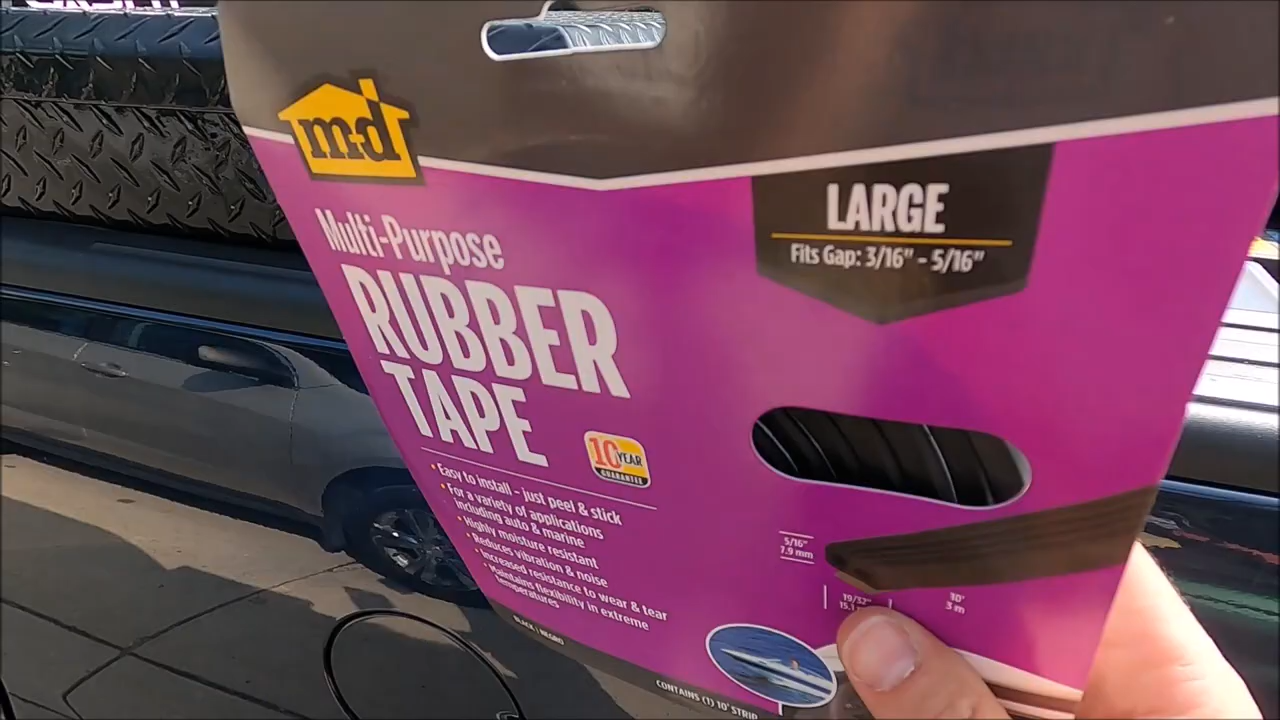 m-d
LARGE
Fits Gap: 3/16" - 5/16"
Multi-Purpose
RUBBER
TAPE
10 YEAR
GUARANTEE
• Easy to install - just peel & stick
• For a variety of applications
including auto & marine
• Highly moisture resistant
• Reduces vibration & noise
• Increased resistance to wear & tear
• Maintains flexibility in extreme
temperatures
5/16"
7.9 mm
19/32"
10'
3 m
BLACK | NEGRO
CONTAINS (1) 10' STRIP